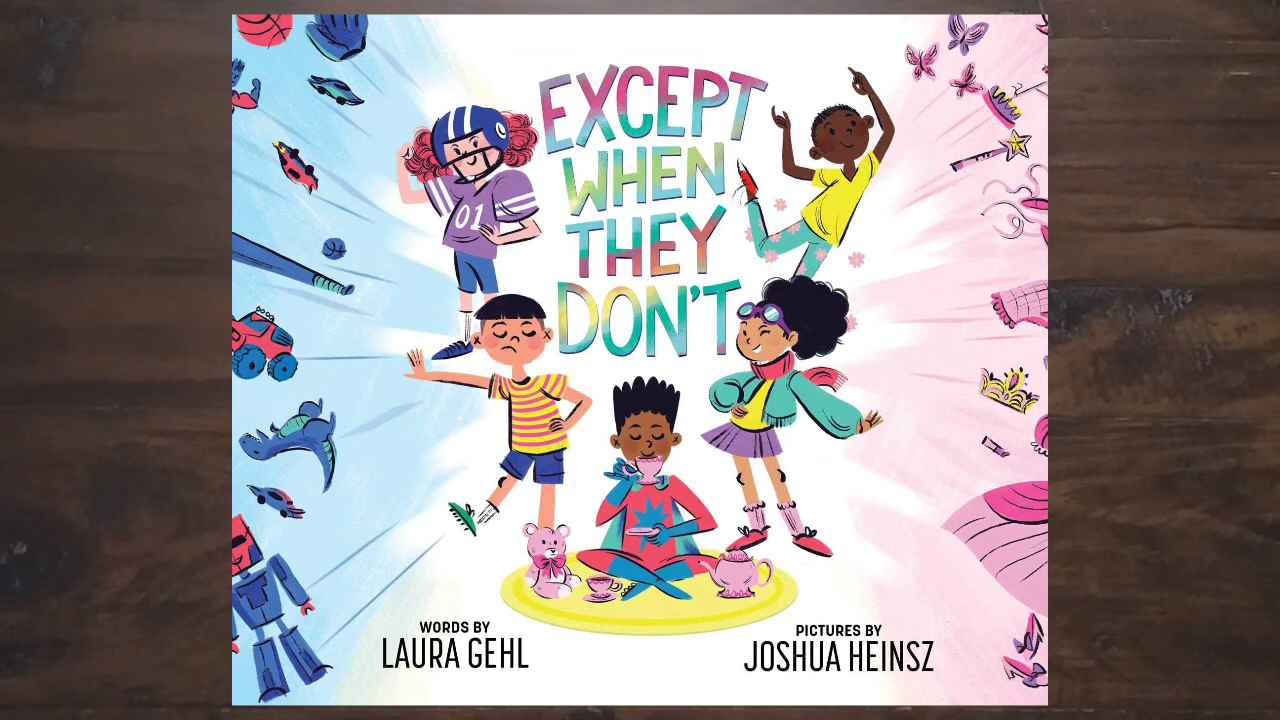 EXCEPT
WHEN
THEY
DON'T
01
WORDS BY
LAURA GEHL
PICTURES BY
JOSHUA HEINSZ